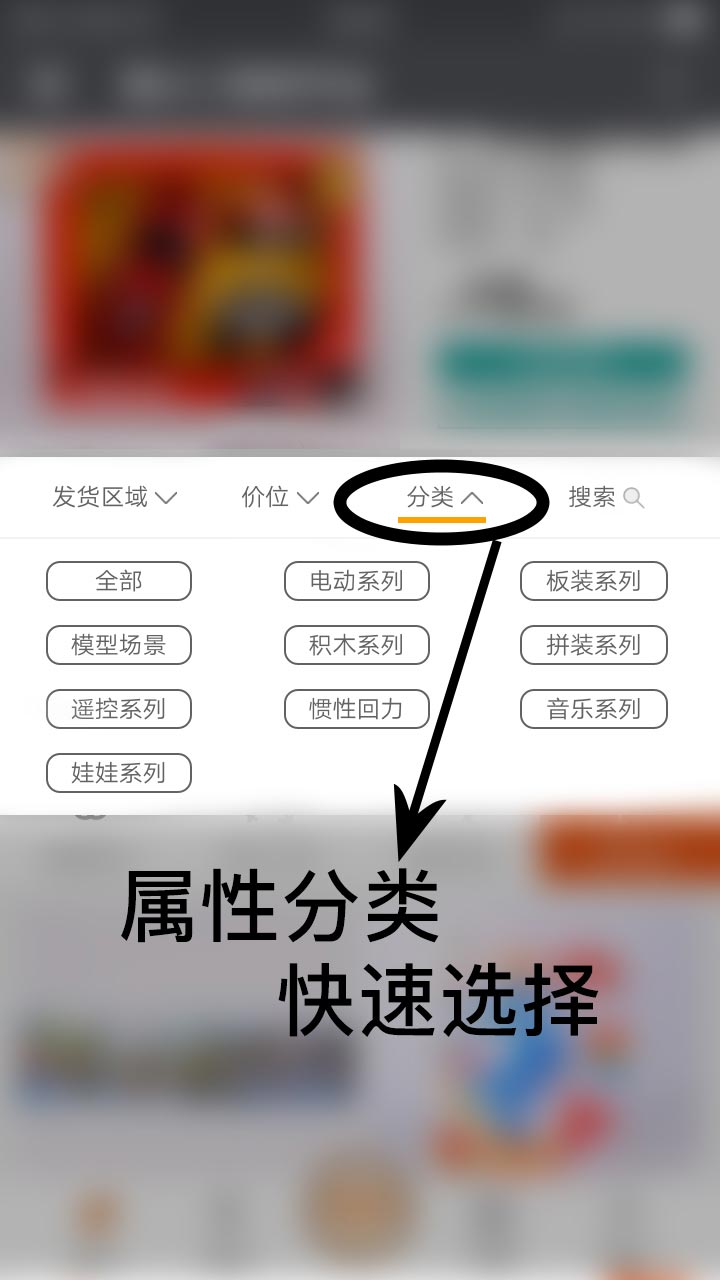 发货区域 价位 分类 搜索
全部 电动系列 板装系列
模型场景 积木系列 拼装系列
遥控系列 惯性回力 音乐系列
娃娃系列
属性分类
快速选择